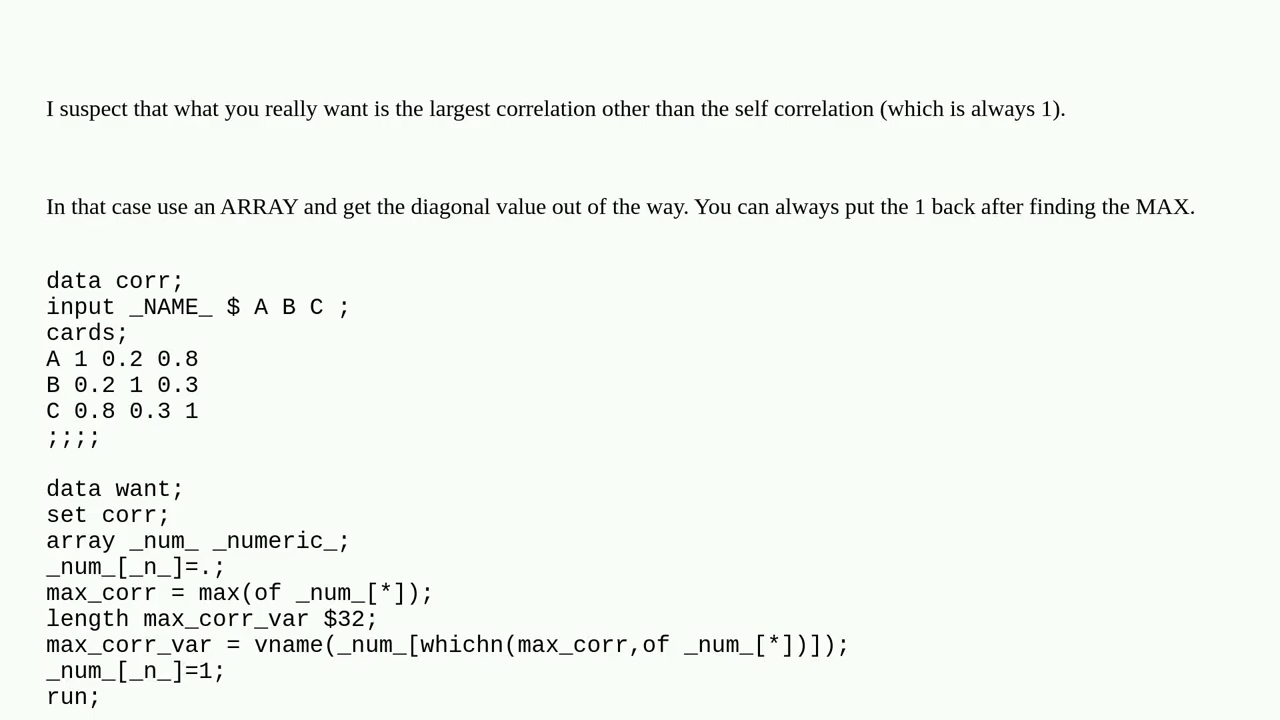 I suspect that what you really want is the largest correlation other than the self correlation (which is always 1).
In that case use an ARRAY and get the diagonal value out of the way. You can always put the 1 back after finding the MAX.
data corr;
input _NAME_ $ A B C ;
cards;
A 1 0.2 0.8
B 0.2 1 0.3
C 0.8 0.3 1
;;;;
data want;
set corr;
array _num_ _numeric_;
_num_[_n_]=.;
max_corr = max(of _num_[*]);
length max_corr_var $32;
max_corr_var = vname(_num_[whichn(max_corr,of _num_[*])]);
_num_[_n_]=1;
run;